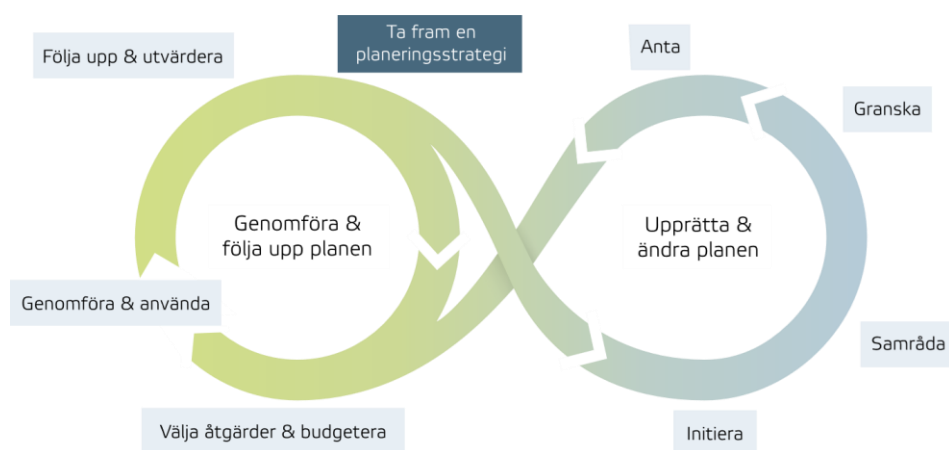 Ta fram en
planeringsstrategi
Följa upp & utvärdera
Anta
Granska
Genomföra &
följa upp planen
Upprätta &
ändra planen
Genomföra & använda
Samråda
Välja åtgärder & budgetera
Initiera